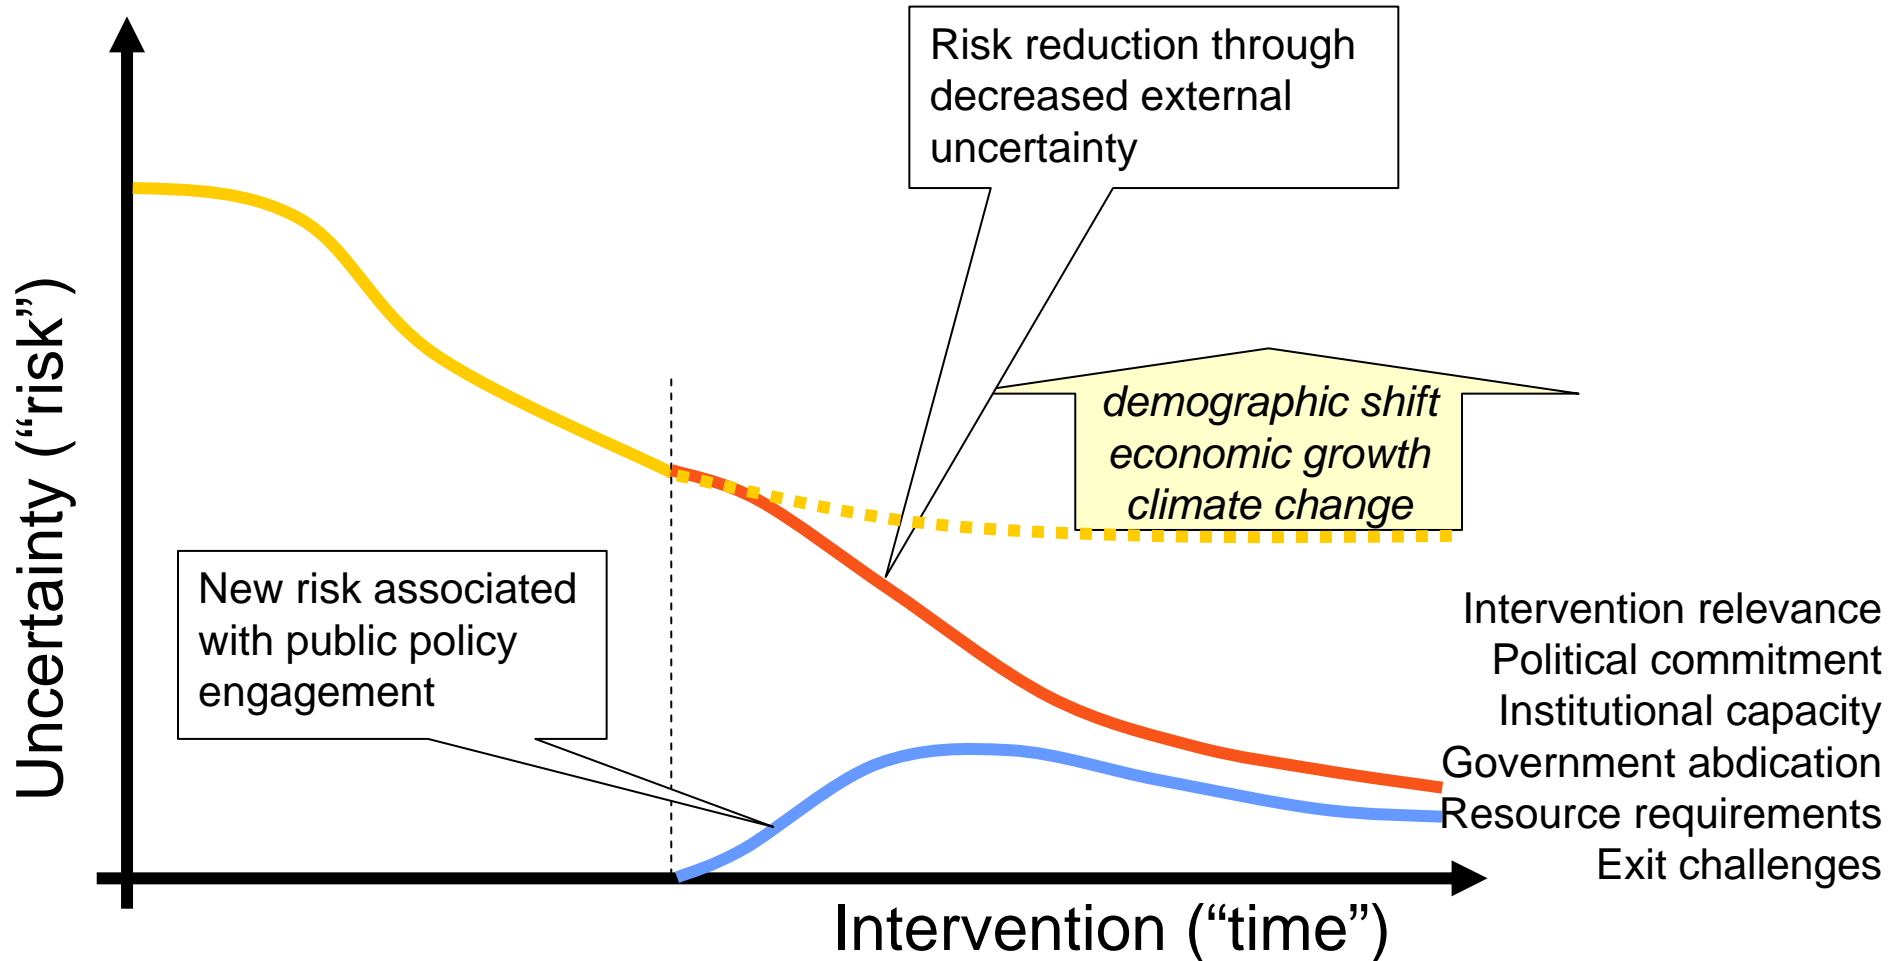 Risk reduction through
decreased external
uncertainty
Uncertainty (“risk”)
demographic shift
economic growth
climate change
New risk associated
with public policy
engagement
Intervention relevance
Political commitment
Institutional capacity
Government abdication
Resource requirements
Exit challenges
Intervention (“time”)